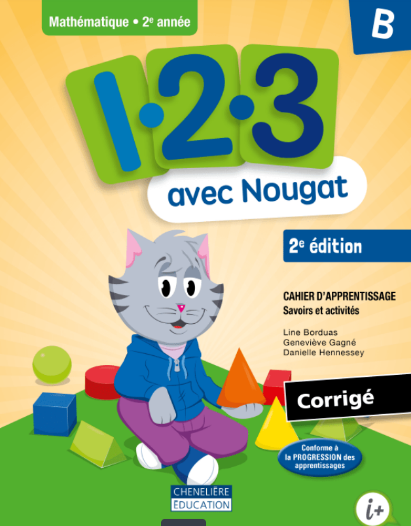 Mathématique • 2e année
B
1•2•3
avec Nougat
2e édition
CAHIER D'APPRENTISSAGE
Savoirs et activités
Line Borduas
Geneviève Gagné
Danielle Hennessey
Corrigé
Conforme à
la PROGRESSION des
apprentissages
CHENELIÈRE
ÉDUCATION
i+